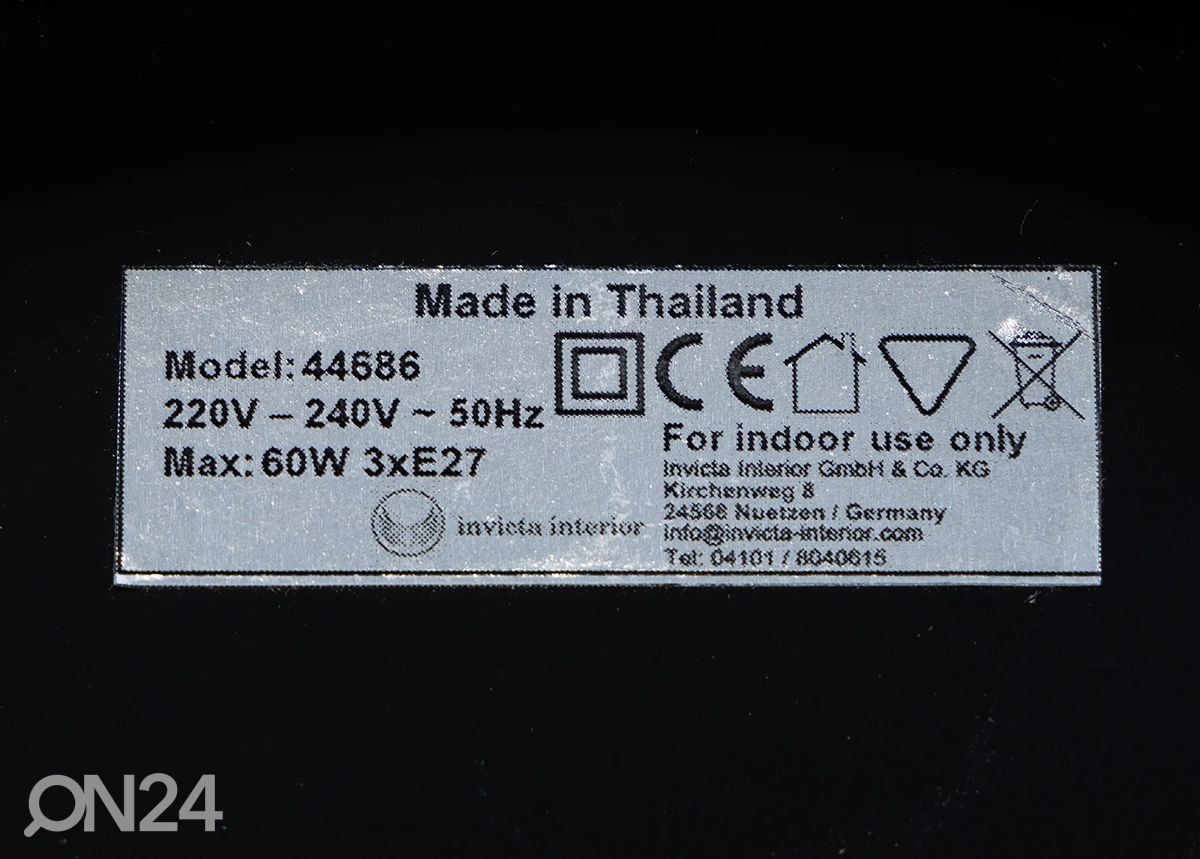 Made in Thailand
Model: 44686
220V – 240V ~ 50Hz
Max: 60W 3xE27
CE
For indoor use only
Invicta Interior GmbH & Co. KG
Kirchenweg 8
24568 Nuetzen / Germany
info@invicta-interior.com
Tel: 04101 / 8040615
invicta interior
ON24